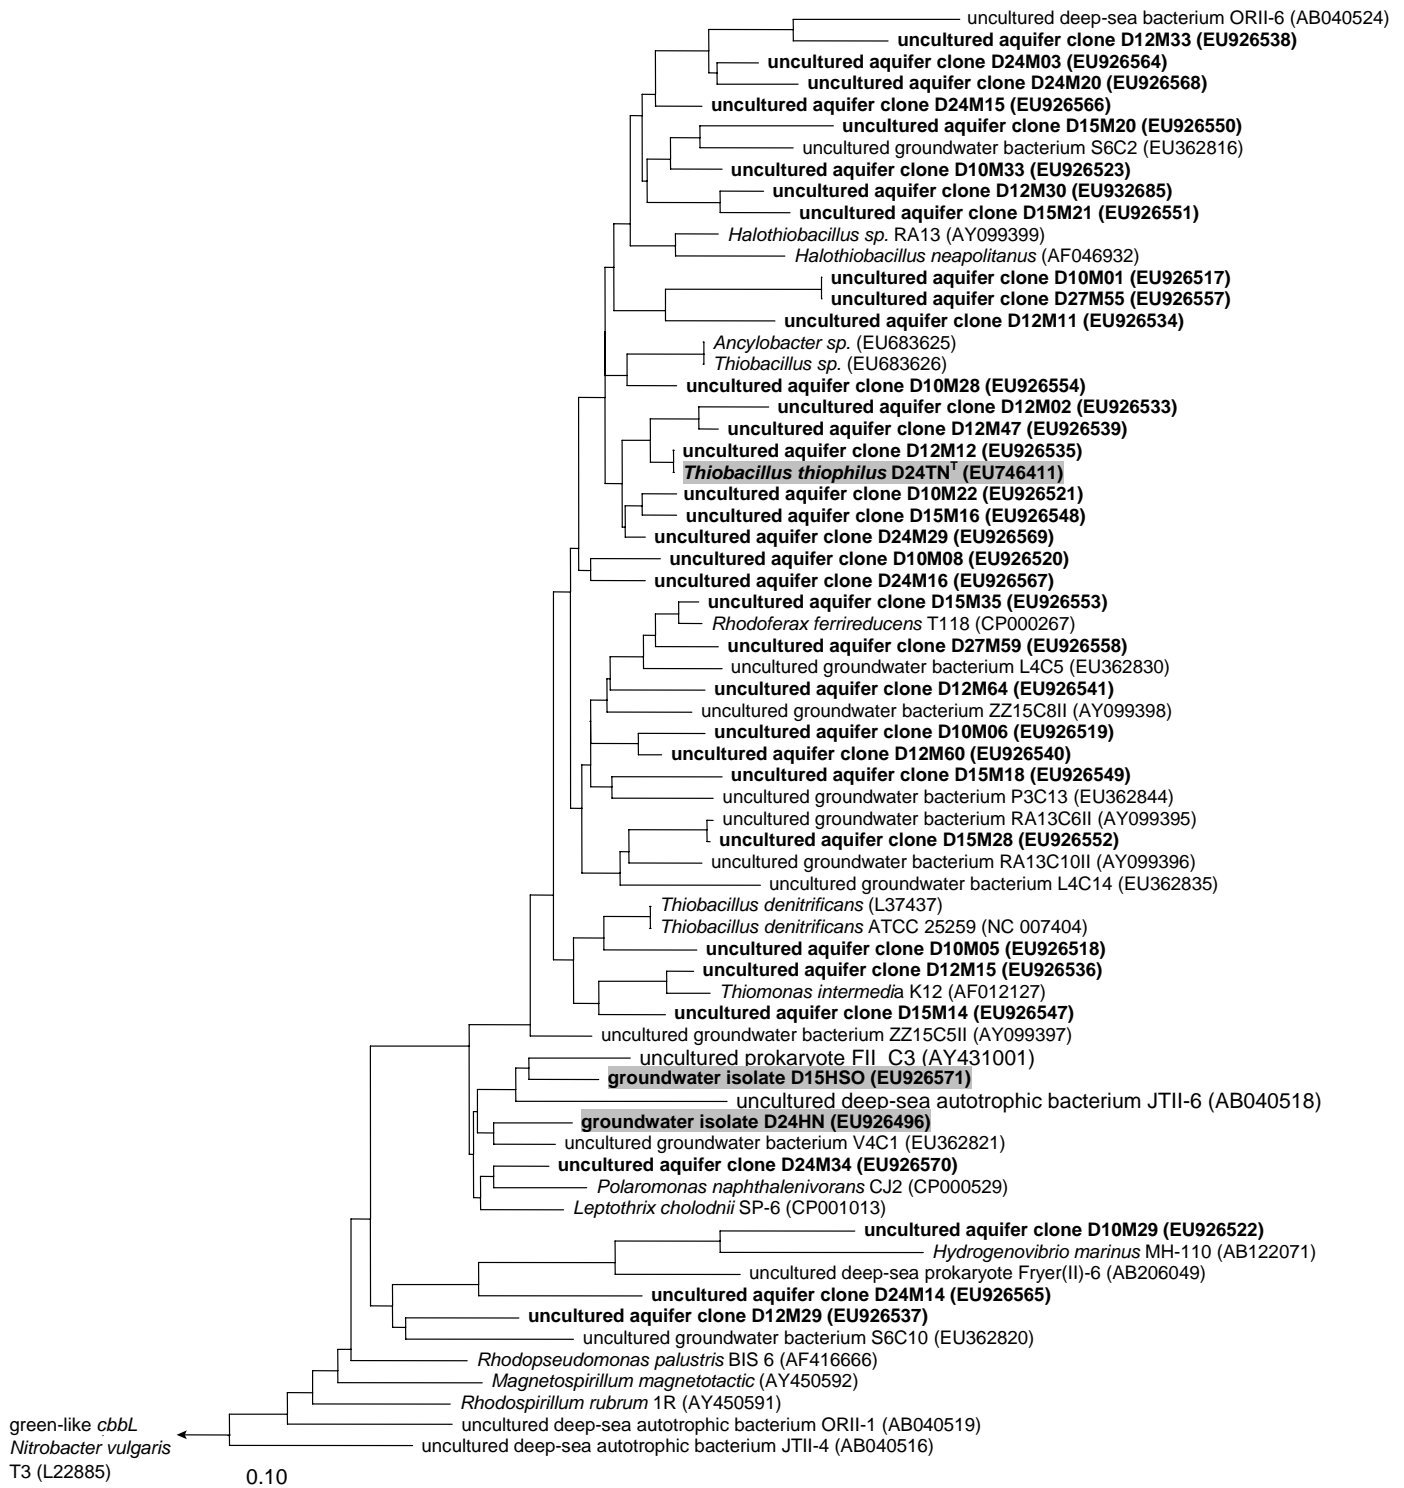 uncultured deep-sea bacterium ORII-6 (AB040524)
uncultured aquifer clone D12M33 (EU926538)
uncultured aquifer clone D24M03 (EU926564)
uncultured aquifer clone D24M20 (EU926568)
uncultured aquifer clone D24M15 (EU926566)
uncultured aquifer clone D15M20 (EU926550)
uncultured groundwater bacterium S6C2 (EU362816)
uncultured aquifer clone D10M33 (EU926523)
uncultured aquifer clone D12M30 (EU932685)
uncultured aquifer clone D15M21 (EU926551)
Halothiobacillus sp. RA13 (AY099399)
Halothiobacillus neapolitanus (AF046932)
uncultured aquifer clone D10M01 (EU926517)
uncultured aquifer clone D27M55 (EU926557)
uncultured aquifer clone D12M11 (EU926534)
Ancylobacter sp. (EU683625)
Thiobacillus sp. (EU683626)
uncultured aquifer clone D10M28 (EU926554)
uncultured aquifer clone D12M02 (EU926533)
uncultured aquifer clone D12M47 (EU926539)
uncultured aquifer clone D12M12 (EU926535)
Thiobacillus thiophilus D24TN^T (EU746411)
uncultured aquifer clone D10M22 (EU926521)
uncultured aquifer clone D15M16 (EU926548)
uncultured aquifer clone D24M29 (EU926569)
uncultured aquifer clone D10M08 (EU926520)
uncultured aquifer clone D24M16 (EU926567)
uncultured aquifer clone D15M35 (EU926553)
Rhodoferax ferrireducens T118 (CP000267)
uncultured aquifer clone D27M59 (EU926558)
uncultured groundwater bacterium L4C5 (EU362830)
uncultured aquifer clone D12M64 (EU926541)
uncultured groundwater bacterium ZZ15C8II (AY099398)
uncultured aquifer clone D10M06 (EU926519)
uncultured aquifer clone D12M60 (EU926540)
uncultured aquifer clone D15M18 (EU926549)
uncultured groundwater bacterium P3C13 (EU362844)
uncultured groundwater bacterium RA13C6II (AY099395)
uncultured aquifer clone D15M28 (EU926552)
uncultured groundwater bacterium RA13C10II (AY099396)
uncultured groundwater bacterium L4C14 (EU362835)
Thiobacillus denitrificans (L37437)
Thiobacillus denitrificans ATCC 25259 (NC 007404)
uncultured aquifer clone D10M05 (EU926518)
uncultured aquifer clone D12M15 (EU926536)
Thiomonas intermedia K12 (AF012127)
uncultured aquifer clone D15M14 (EU926547)
uncultured groundwater bacterium ZZ15C5II (AY099397)
uncultured prokaryote FII_C3 (AY431001)
groundwater isolate D15HSO (EU926571)
uncultured deep-sea autotrophic bacterium JTII-6 (AB040518)
groundwater isolate D24HN (EU926496)
uncultured groundwater bacterium V4C1 (EU362821)
uncultured aquifer clone D24M34 (EU926570)
Polaromonas naphthalenivorans CJ2 (CP000529)
Leptothrix cholodnii SP-6 (CP001013)
uncultured aquifer clone D10M29 (EU926522)
Hydrogenovibrio marinus MH-110 (AB122071)
uncultured deep-sea prokaryote Fryer(II)-6 (AB206049)
uncultured aquifer clone D24M14 (EU926565)
uncultured aquifer clone D12M29 (EU926537)
uncultured groundwater bacterium S6C10 (EU362820)
Rhodopseudomonas palustris BIS 6 (AF416666)
Magnetospirillum magnetotactic (AY450592)
Rhodospirillum rubrum 1R (AY450591)
uncultured deep-sea autotrophic bacterium ORII-1 (AB040519)
uncultured deep-sea autotrophic bacterium JTII-4 (AB040516)
green-like cbbL
Nitrobacter vulgaris
T3 (L22885)
0.10